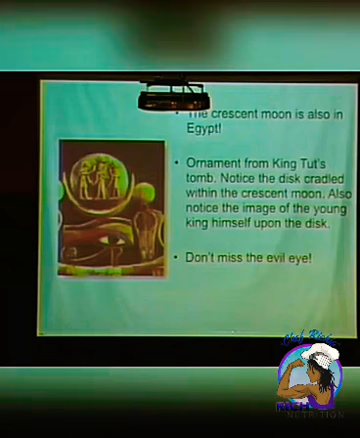 • The crescent moon is also in
Egypt!
• Ornament from King Tut's
tomb. Notice the disk cradled
within the crescent moon. Also
notice the image of the young
king himself upon the disk.
• Don't miss the evil eye!
NUTRITION